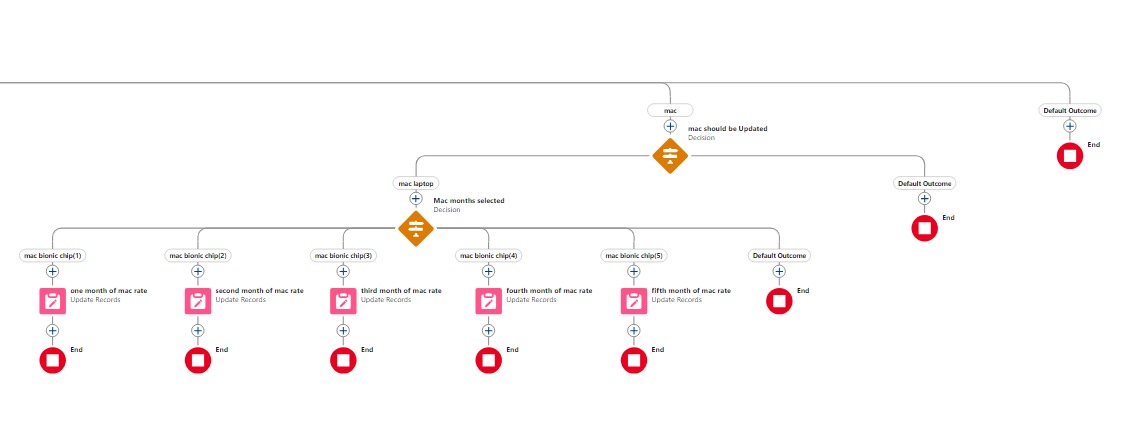 mac
Default Outcome
mac should be Updated
Decision
End
mac laptop
Default Outcome
Mac months selected
Decision
End
mac bionic chip(1)
mac bionic chip(2)
mac bionic chip(3)
mac bionic chip(4)
mac bionic chip(5)
Default Outcome
one month of mac rate
Update Records
second month of mac rate
Update Records
third month of mac rate
Update Records
fourth month of mac rate
Update Records
fifth month of mac rate
Update Records
End
End
End
End
End
End